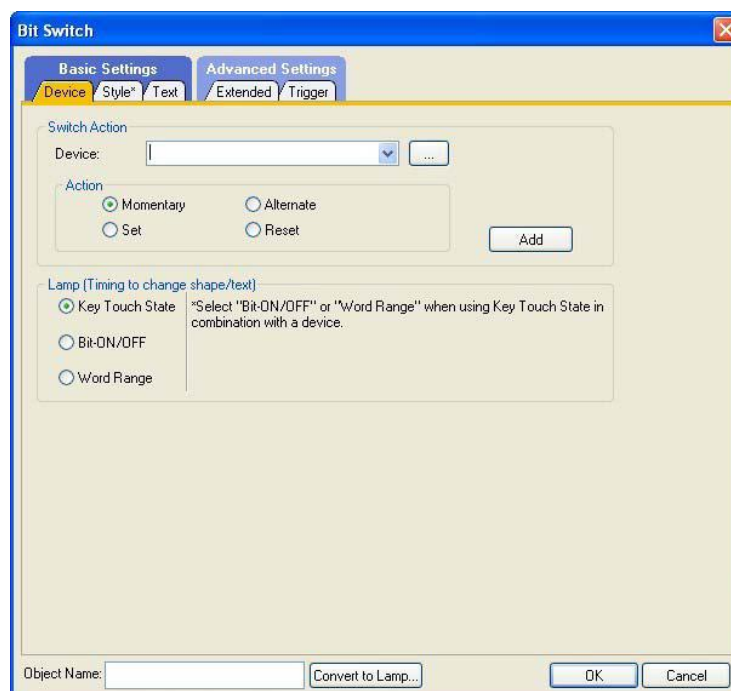 Bit Switch
Basic Settings Advanced Settings
Device Style* Text Extended Trigger
Switch Action
Device: ...
Action
Momentary Alternate
Set Reset
Add
Lamp (Timing to change shape/text)
Key Touch State *Select "Bit-ON/OFF" or "Word Range" when using Key Touch State in
combination with a device.
Bit-ON/OFF
Word Range
Object Name: Convert to Lamp... OK Cancel